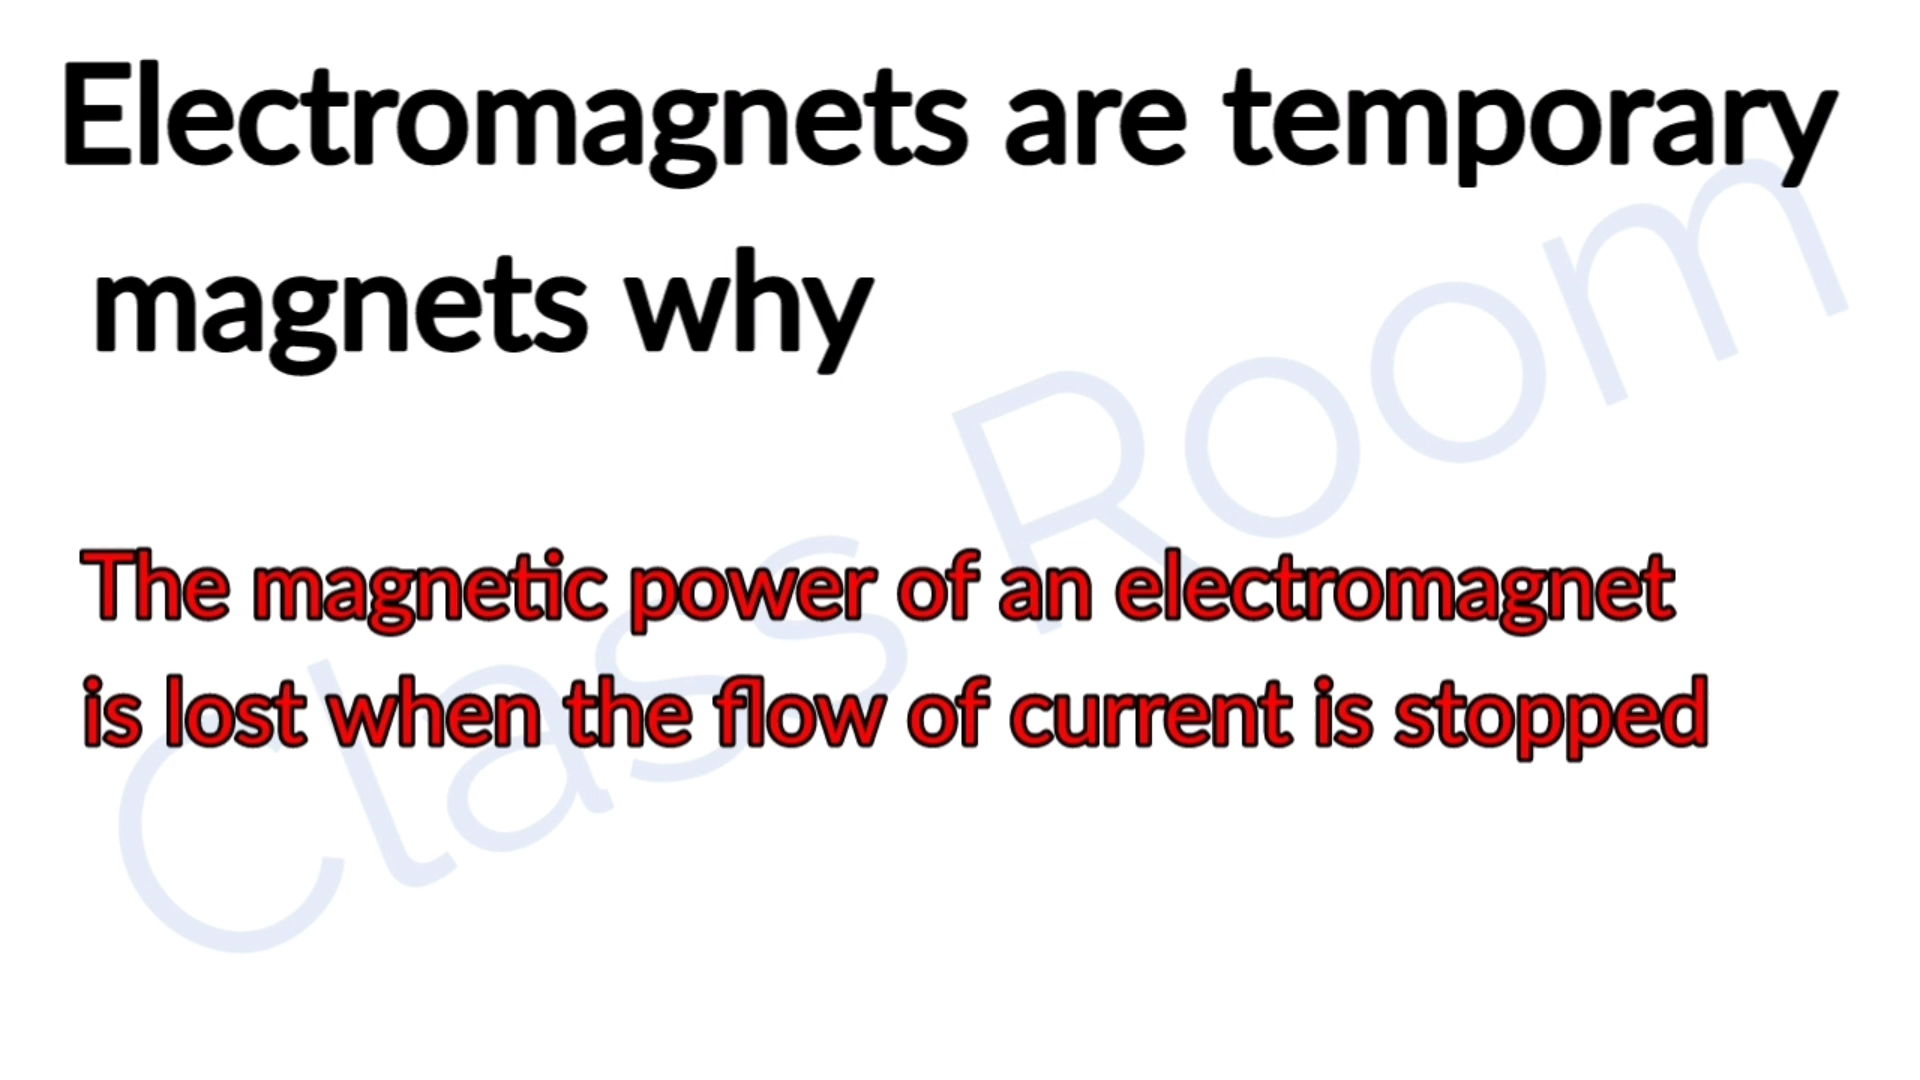 Electromagnets are temporary
magnets why
The magnetic power of an electromagnet
is lost when the flow of current is stopped
Class Room